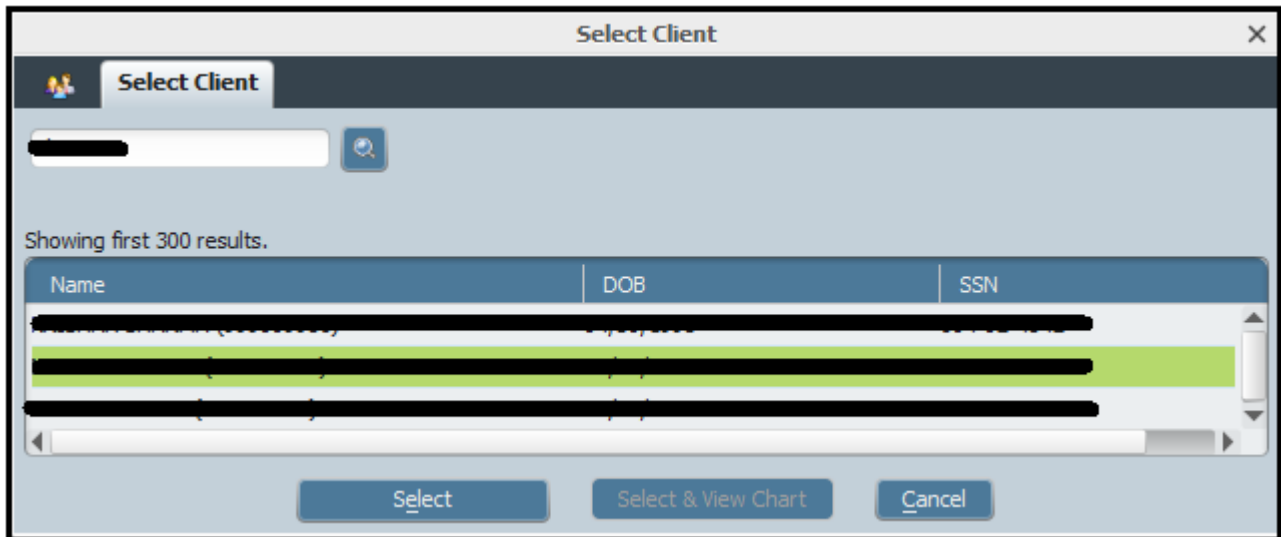 Select Client
Select Client
Showing first 300 results.
Name DOB SSN
Select Select & View Chart Cancel